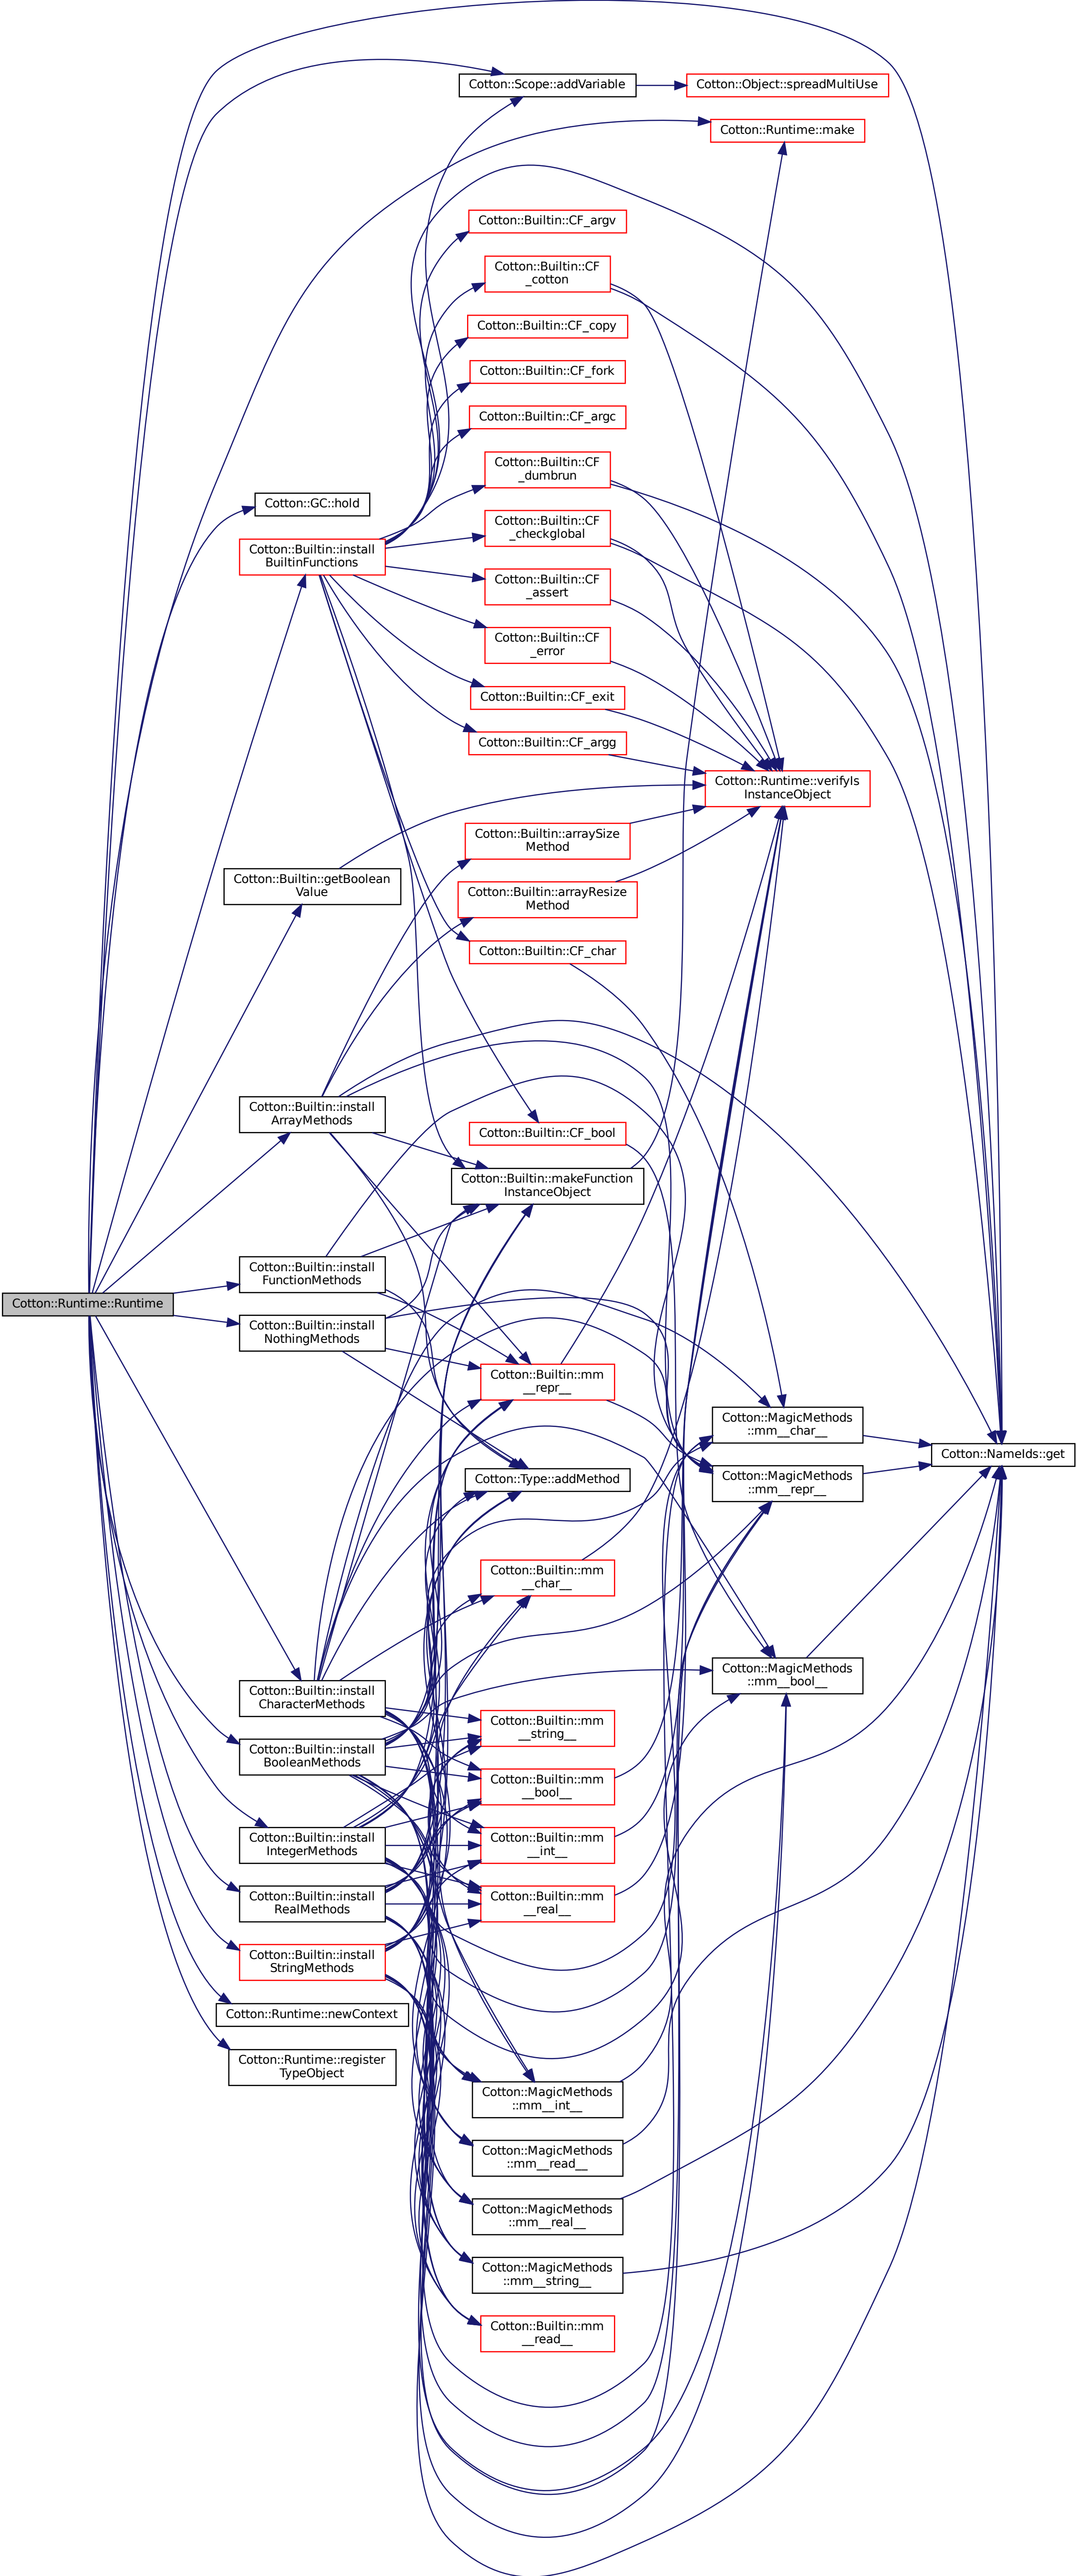 Cotton::Scope::addVariable
Cotton::Object::spreadMultiUse
Cotton::Runtime::make
Cotton::Builtin::CF_argv
Cotton::Builtin::CF
_cotton
Cotton::Builtin::CF_copy
Cotton::Builtin::CF_fork
Cotton::Builtin::CF_argc
Cotton::Builtin::CF
_dumbrun
Cotton::GC::hold
Cotton::Builtin::CF
_checkglobal
Cotton::Builtin::install
BuiltinFunctions
Cotton::Builtin::CF
_assert
Cotton::Builtin::CF
_error
Cotton::Builtin::CF_exit
Cotton::Builtin::CF_argg
Cotton::Runtime::verifyIs
InstanceObject
Cotton::Builtin::arraySize
Method
Cotton::Builtin::getBoolean
Value
Cotton::Builtin::arrayResize
Method
Cotton::Builtin::CF_char
Cotton::Builtin::install
ArrayMethods
Cotton::Builtin::CF_bool
Cotton::Builtin::makeFunction
InstanceObject
Cotton::Builtin::install
FunctionMethods
Cotton::Runtime::Runtime
Cotton::Builtin::install
NothingMethods
Cotton::Builtin::mm
__repr__
Cotton::MagicMethods
::mm__char__
Cotton::NameIds::get
Cotton::Type::addMethod
Cotton::MagicMethods
::mm__repr__
Cotton::Builtin::mm
__char__
Cotton::MagicMethods
::mm__bool__
Cotton::Builtin::install
CharacterMethods
Cotton::Builtin::mm
__string__
Cotton::Builtin::install
BooleanMethods
Cotton::Builtin::mm
__bool__
Cotton::Builtin::install
IntegerMethods
Cotton::Builtin::mm
__int__
Cotton::Builtin::install
RealMethods
Cotton::Builtin::mm
__real__
Cotton::Builtin::install
StringMethods
Cotton::Runtime::newContext
Cotton::Runtime::register
TypeObject
Cotton::MagicMethods
::mm__int__
Cotton::MagicMethods
::mm__read__
Cotton::MagicMethods
::mm__real__
Cotton::MagicMethods
::mm__string__
Cotton::Builtin::mm
__read__